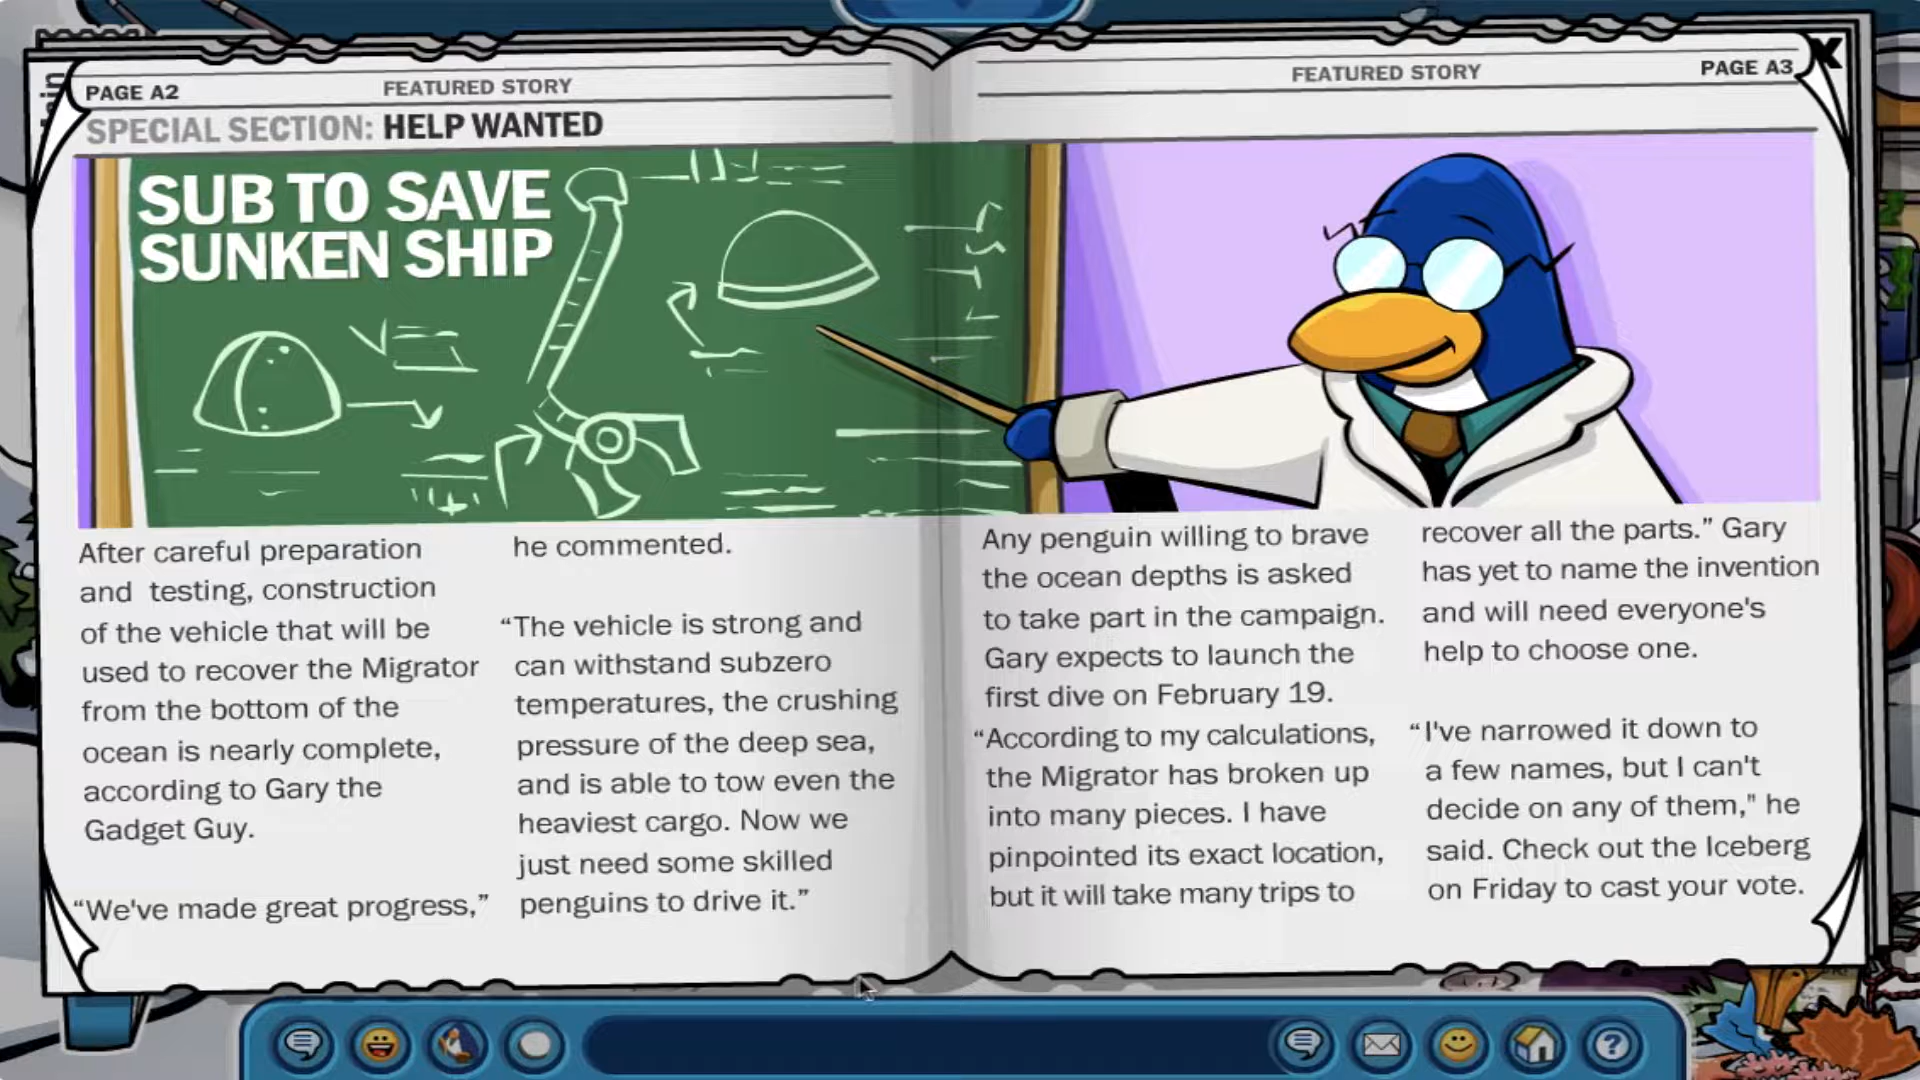 PAGE A2
FEATURED STORY
SPECIAL SECTION: HELP WANTED
SUB TO SAVE
SUNKEN SHIP
After careful preparation
and testing, construction
of the vehicle that will be
used to recover the Migrator
from the bottom of the
ocean is nearly complete,
according to Gary the
Gadget Guy.
“We've made great progress,”
he commented.
“The vehicle is strong and
can withstand subzero
temperatures, the crushing
pressure of the deep sea,
and is able to tow even the
heaviest cargo. Now we
just need some skilled
penguins to drive it.”
FEATURED STORY
PAGE A3
X
Any penguin willing to brave
the ocean depths is asked
to take part in the campaign.
Gary expects to launch the
first dive on February 19.
“According to my calculations,
the Migrator has broken up
into many pieces. I have
pinpointed its exact location,
but it will take many trips to
recover all the parts.” Gary
has yet to name the invention
and will need everyone's
help to choose one.
“I've narrowed it down to
a few names, but I can't
decide on any of them," he
said. Check out the Iceberg
on Friday to cast your vote.
?